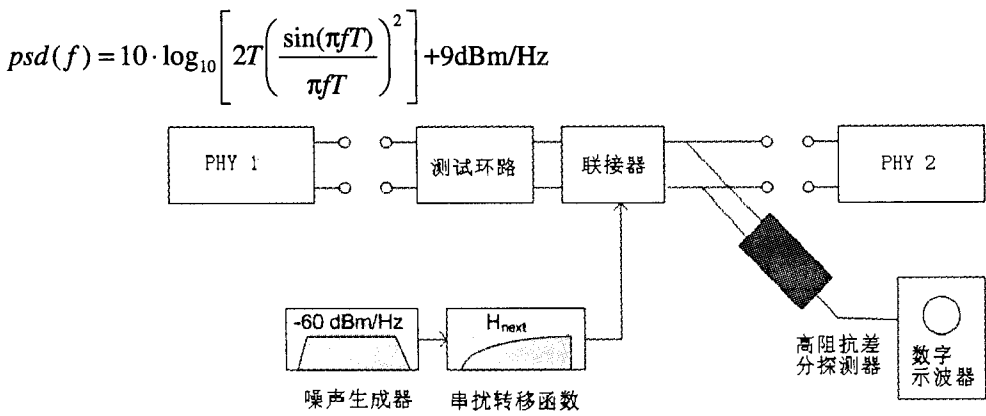 psd(f) = 10 · log₁₀[2T(sin(πfT)/πfT)²]+9dBm/Hz
PHY 1
测试环路
联接器
PHY 2
-60 dBm/Hz
Hnext
噪声生成器
串扰转移函数
高阻抗差
分探测器
数字
示波器